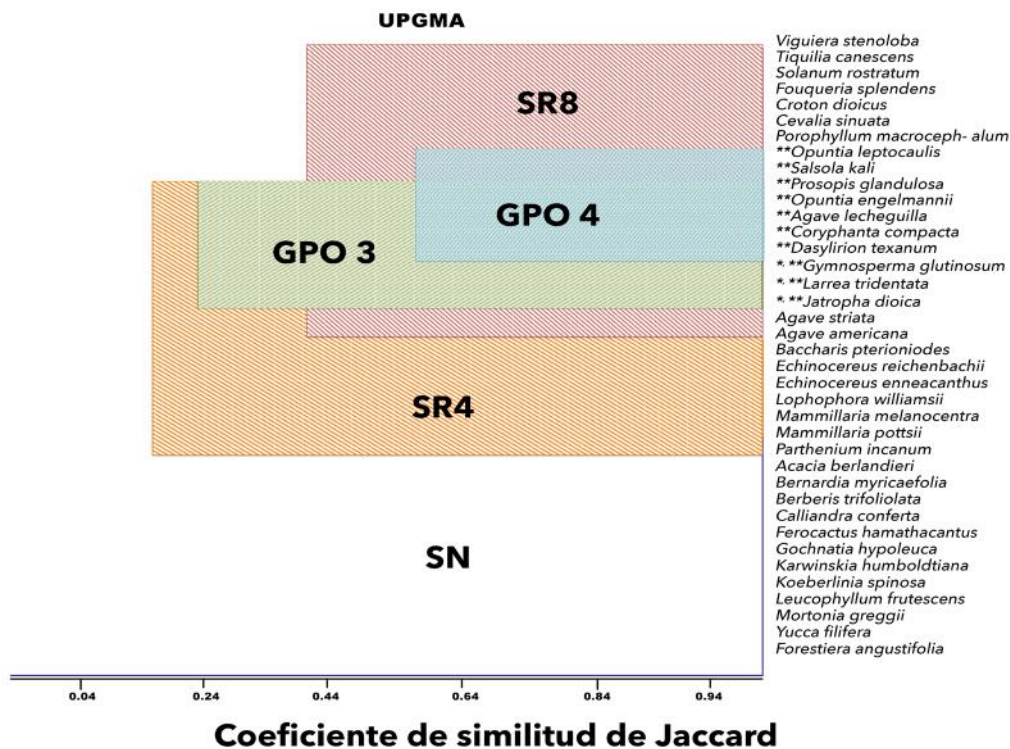 UPGMA
Viguiera stenoloba
Tiquilia canescens
Solanum rostratum
Fouqueria splendens
Croton dioicus
Cevalia sinuata
Porophyllum macroceph- alum
**Opuntia leptocaulis
**Salsola kali
**Prosopis glandulosa
**Opuntia engelmannii
**Agave lecheguilla
**Coryphanta compacta
**Dasylirion texanum
*, **Gymnosperma glutinosum
*, **Larrea tridentata
*, **Jatropha dioica
Agave striata
Agave americana
Baccharis pterioniodes
Echinocereus reichenbachii
Echinocereus enneacanthus
Lophophora williamsii
Mammillaria melanocentra
Mammillaria pottsii
Parthenium incanum
Acacia berlandieri
Bernardia myricaefolia
Berberis trifoliolata
Calliandra conferta
Ferocactus hamathacantus
Gochnatia hypoleuca
Karwinskia humboldtiana
Koeberlinia spinosa
Leucophyllum frutescens
Mortonia greggii
Yucca filifera
Forestiera angustifolia
SR8
GPO 4
GPO 3
SR4
SN
0.04 0.24 0.44 0.64 0.84 0.94
Coeficiente de similitud de Jaccard